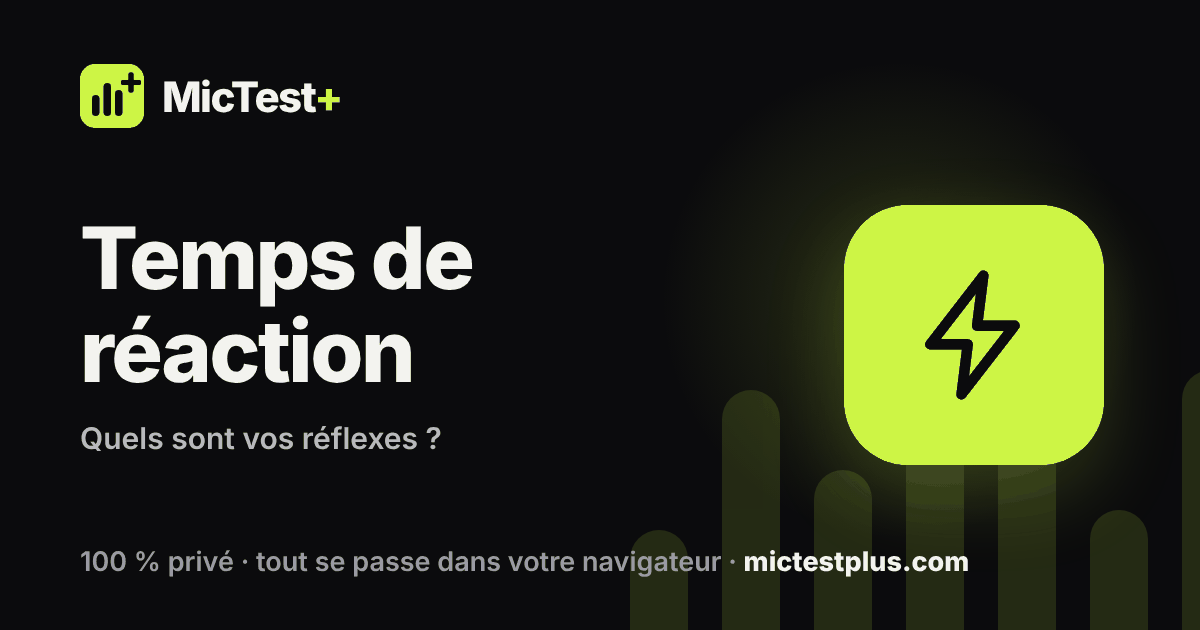 MicTest+
Temps de
réaction
Quels sont vos réflexes ?
100 % privé · tout se passe dans votre navigateur · mictestplus.com